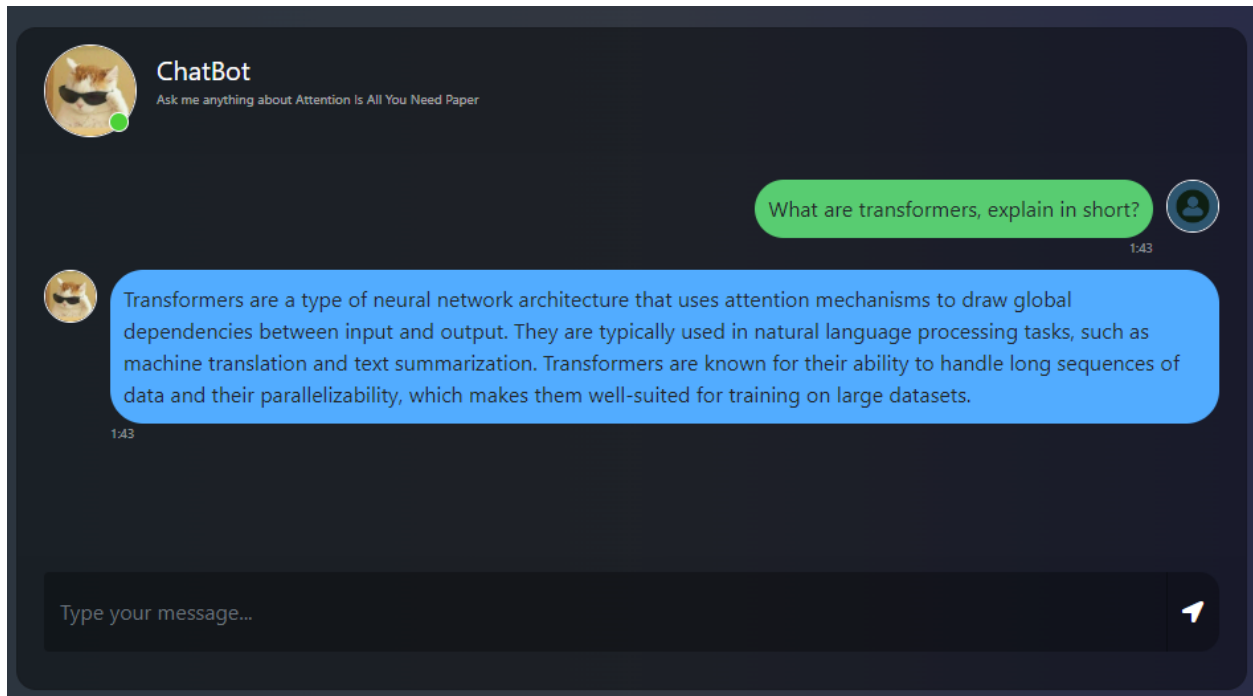 ChatBot
Ask me anything about Attention Is All You Need Paper
What are transformers, explain in short?
1:43
Transformers are a type of neural network architecture that uses attention mechanisms to draw global
dependencies between input and output. They are typically used in natural language processing tasks, such as
machine translation and text summarization. Transformers are known for their ability to handle long sequences of
data and their parallelizability, which makes them well-suited for training on large datasets.
1:43
Type your message...